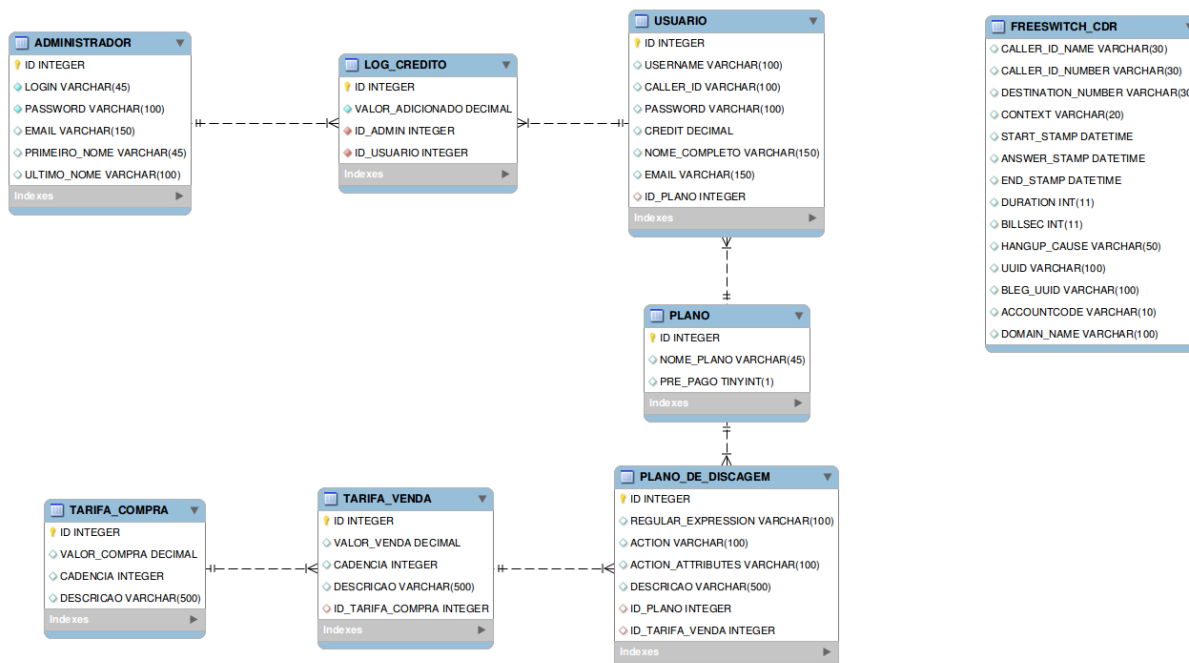 ADMINISTRADOR
ID INTEGER
LOGIN VARCHAR(45)
PASSWORD VARCHAR(100)
EMAIL VARCHAR(150)
PRIMEIRO_NOME VARCHAR(45)
ULTIMO_NOME VARCHAR(100)
Indexes
LOG_CREDITO
ID INTEGER
VALOR_ADICIONADO DECIMAL
ID_ADMIN INTEGER
ID_USUARIO INTEGER
Indexes
USUARIO
ID INTEGER
USERNAME VARCHAR(100)
CALLER_ID VARCHAR(100)
PASSWORD VARCHAR(100)
CREDIT DECIMAL
NOME_COMPLETO VARCHAR(150)
EMAIL VARCHAR(150)
ID_PLANO INTEGER
Indexes
FREESWITCH_CDR
CALLER_ID_NAME VARCHAR(30)
CALLER_ID_NUMBER VARCHAR(30)
DESTINATION_NUMBER VARCHAR(30
CONTEXT VARCHAR(20)
START_STAMP DATETIME
ANSWER_STAMP DATETIME
END_STAMP DATETIME
DURATION INT(11)
BILLSEC INT(11)
HANGUP_CAUSE VARCHAR(50)
UUID VARCHAR(100)
BLEG_UUID VARCHAR(100)
ACCOUNTCODE VARCHAR(10)
DOMAIN_NAME VARCHAR(100)
PLANO
ID INTEGER
NOME_PLANO VARCHAR(45)
PRE_PAGO TINYINT(1)
Indexes
TARIFA_COMPRA
ID INTEGER
VALOR_COMPRA DECIMAL
CADENCIA INTEGER
DESCRICAO VARCHAR(500)
Indexes
TARIFA_VENDA
ID INTEGER
VALOR_VENDA DECIMAL
CADENCIA INTEGER
DESCRICAO VARCHAR(500)
ID_TARIFA_COMPRA INTEGER
Indexes
PLANO_DE_DISCAGEM
ID INTEGER
REGULAR_EXPRESSION VARCHAR(100)
ACTION VARCHAR(100)
ACTION_ATTRIBUTES VARCHAR(100)
DESCRICAO VARCHAR(500)
ID_PLANO INTEGER
ID_TARIFA_VENDA INTEGER
Indexes